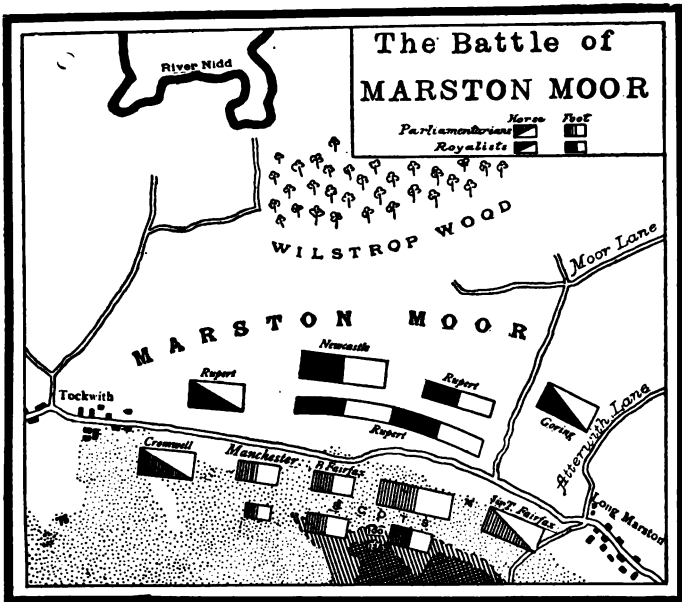 The Battle of
MARSTON MOOR
Horse Foot
Parliamentarians
Royalists
River Nidd
WILSTROP WOOD
Moor Lane
MARSTON MOOR
Newcastle
Rupert
Rupert
Rupert
Goring
Atterwith Lane
Tockwith
Cromwell
Manchester
Fairfax
Sir T. Fairfax
Long Marston